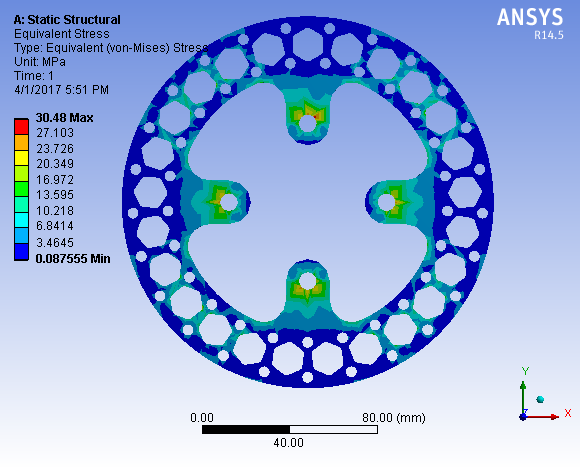 A: Static Structural
Equivalent Stress
Type: Equivalent (von-Mises) Stress
Unit: MPa
Time: 1
4/1/2017 5:51 PM
ANSYS
R14.5
30.48 Max
27.103
23.726
20.349
16.972
13.595
10.218
6.8414
3.4645
0.087555 Min
0.00
80.00 (mm)
40.00
Y
X